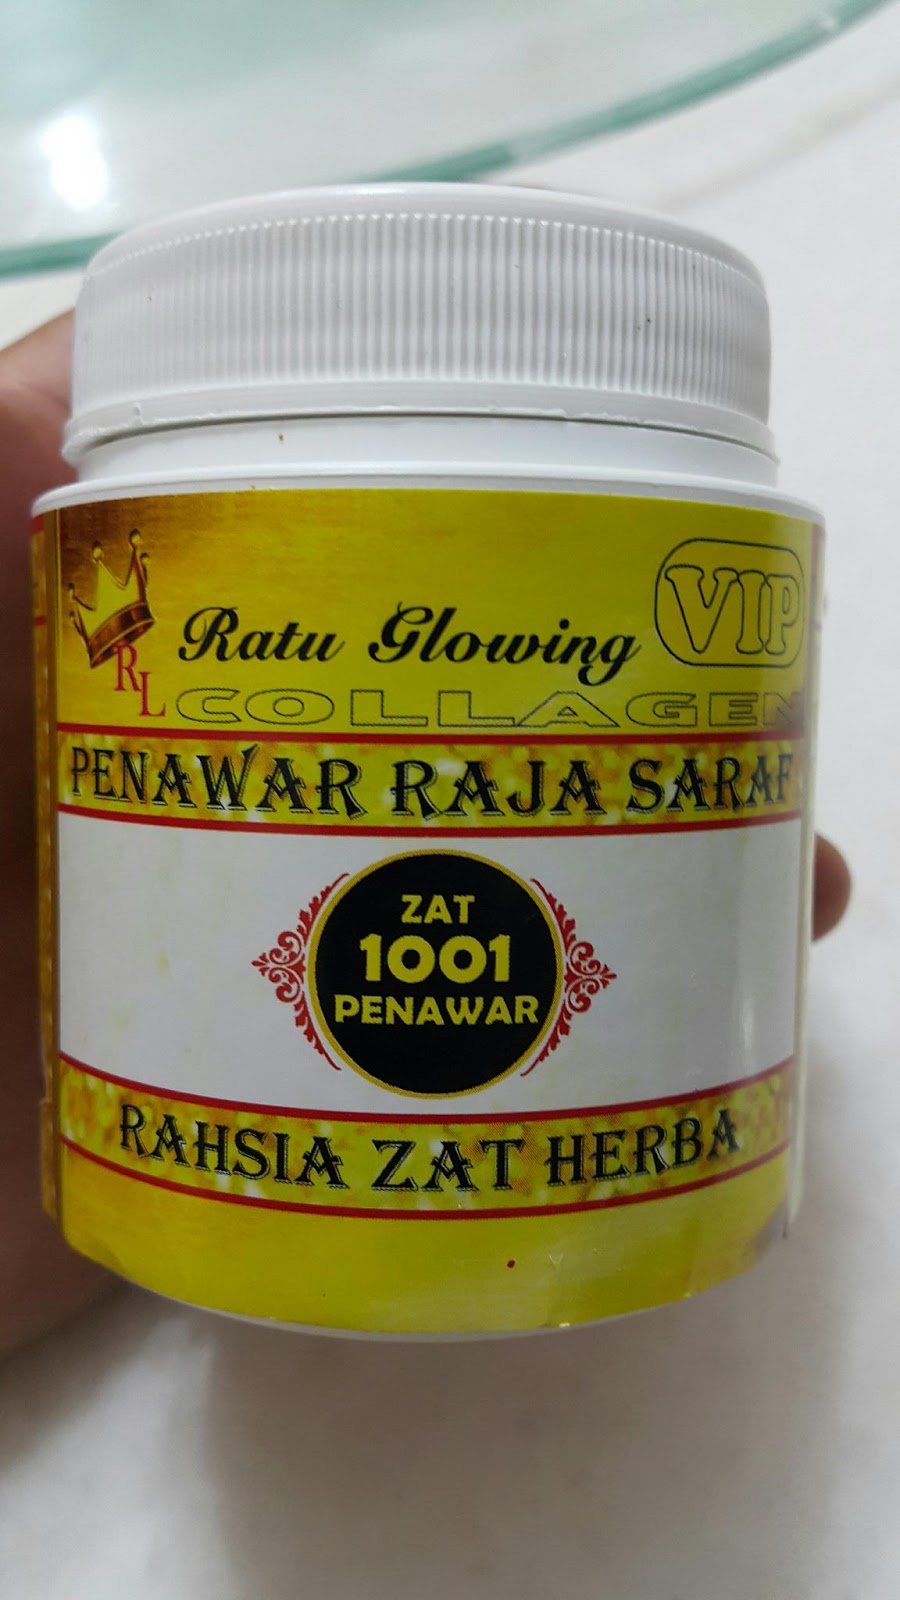 RL
Ratu Glowing
VIP
COLLAGEN
PENAWAR RAJA SARAF
ZAT
1001
PENAWAR
RAHSIA ZAT HERBA